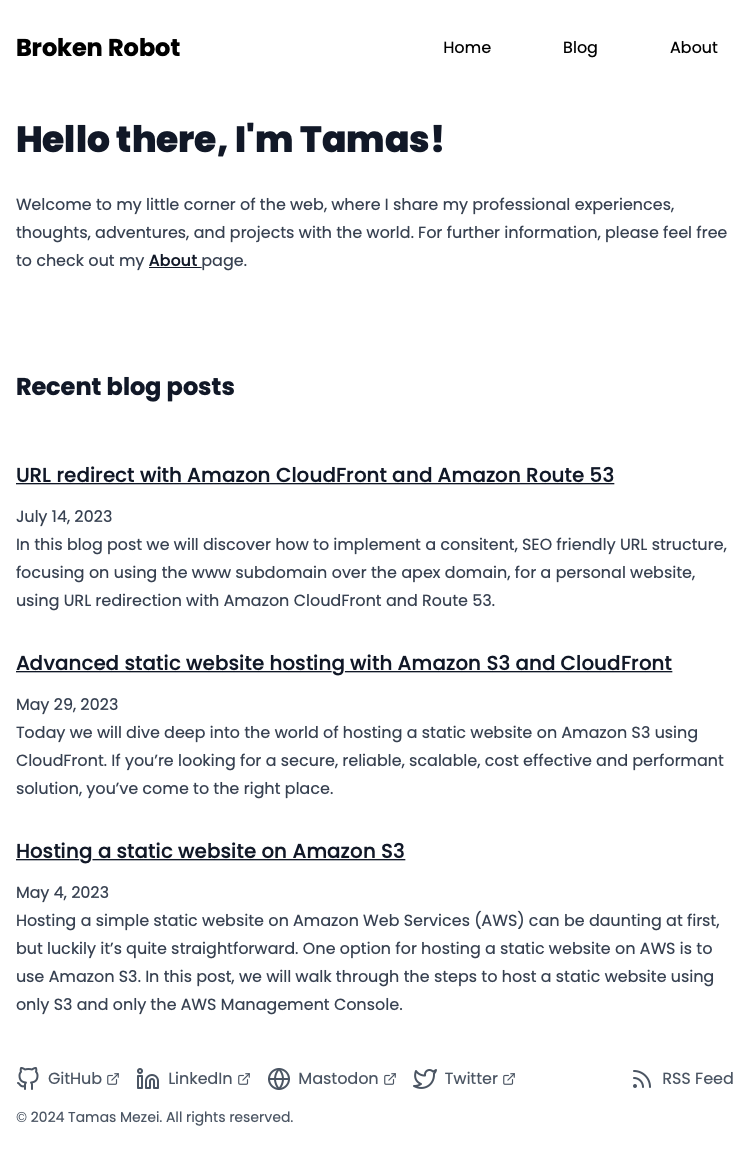 Broken Robot
Home
Blog
About
Hello there, I'm Tamas!
Welcome to my little corner of the web, where I share my professional experiences,
thoughts, adventures, and projects with the world. For further information, please feel free
to check out my About page.
Recent blog posts
URL redirect with Amazon CloudFront and Amazon Route 53
July 14, 2023
In this blog post we will discover how to implement a consitent, SEO friendly URL structure,
focusing on using the www subdomain over the apex domain, for a personal website,
using URL redirection with Amazon CloudFront and Route 53.
Advanced static website hosting with Amazon S3 and CloudFront
May 29, 2023
Today we will dive deep into the world of hosting a static website on Amazon S3 using
CloudFront. If you’re looking for a secure, reliable, scalable, cost effective and performant
solution, you’ve come to the right place.
Hosting a static website on Amazon S3
May 4, 2023
Hosting a simple static website on Amazon Web Services (AWS) can be daunting at first,
but luckily it’s quite straightforward. One option for hosting a static website on AWS is to
use Amazon S3. In this post, we will walk through the steps to host a static website using
only S3 and only the AWS Management Console.
GitHub
LinkedIn
Mastodon
Twitter
RSS Feed
© 2024 Tamas Mezei. All rights reserved.